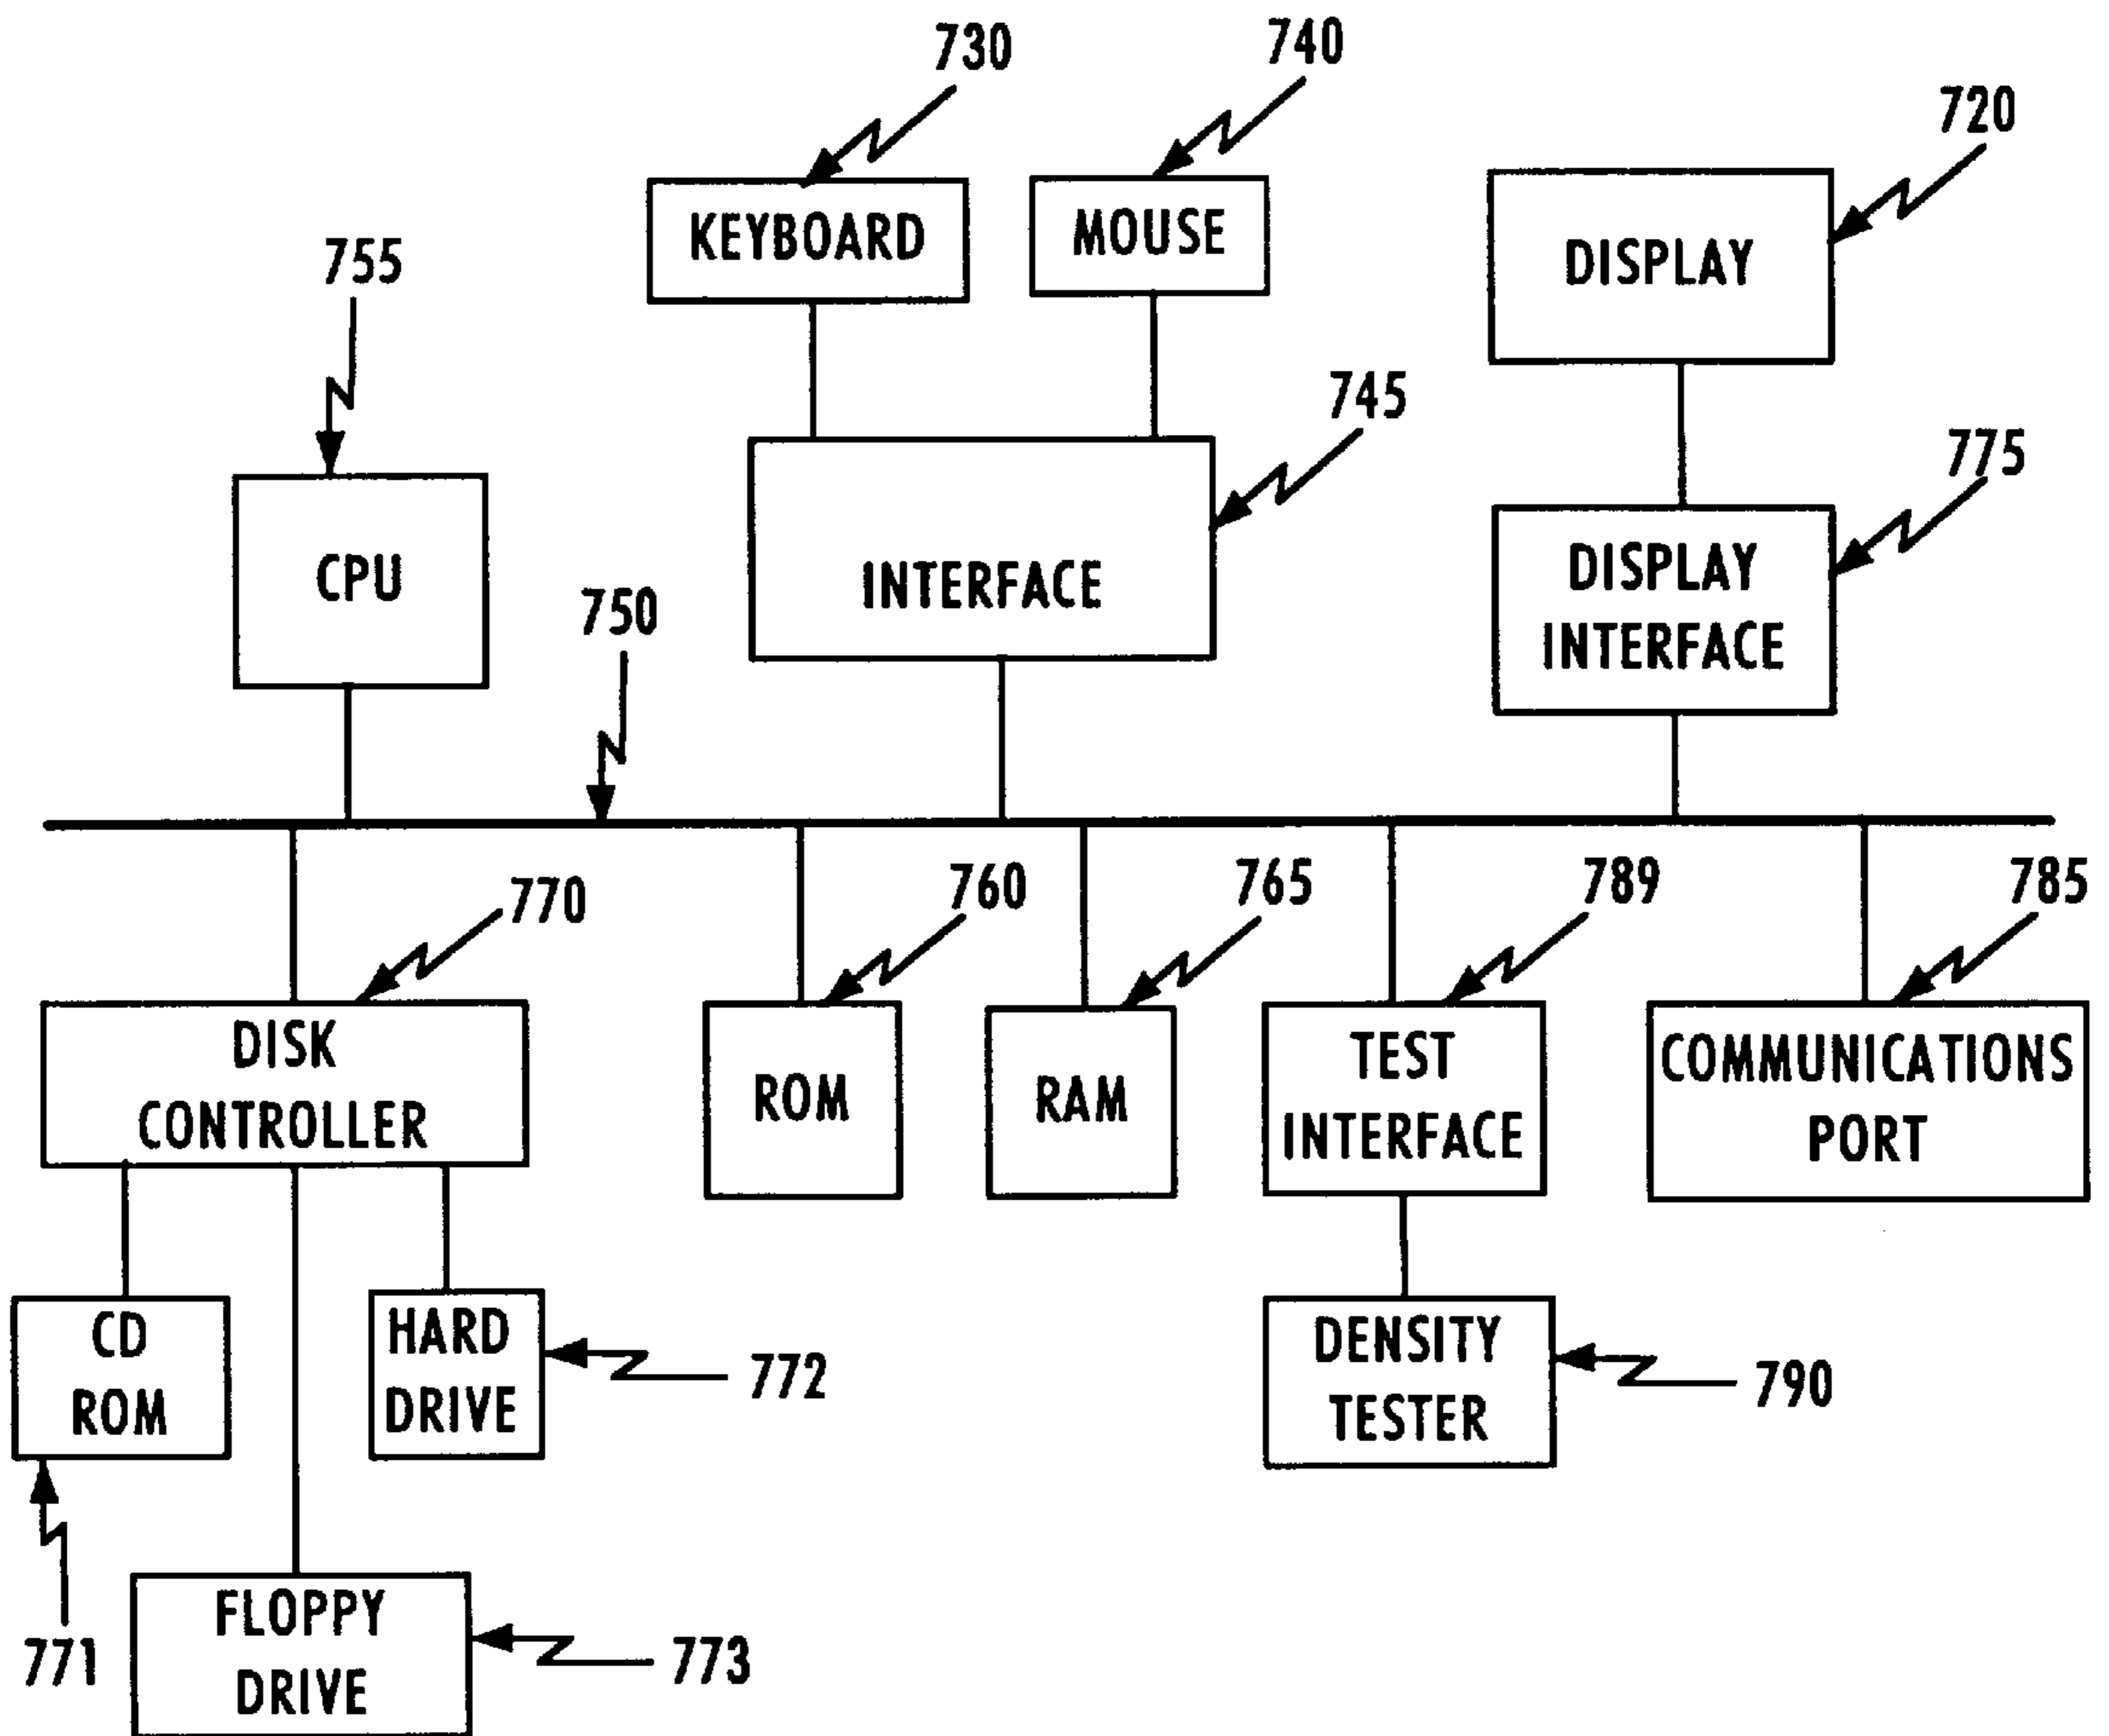 730
740
720
KEYBOARD
MOUSE
DISPLAY
755
745
775
CPU
INTERFACE
DISPLAY
INTERFACE
750
770
760
765
789
785
DISK
CONTROLLER
ROM
RAM
TEST
INTERFACE
COMMUNICATIONS
PORT
CD
ROM
HARD
DRIVE
772
DENSITY
TESTER
790
771
FLOPPY
DRIVE
773